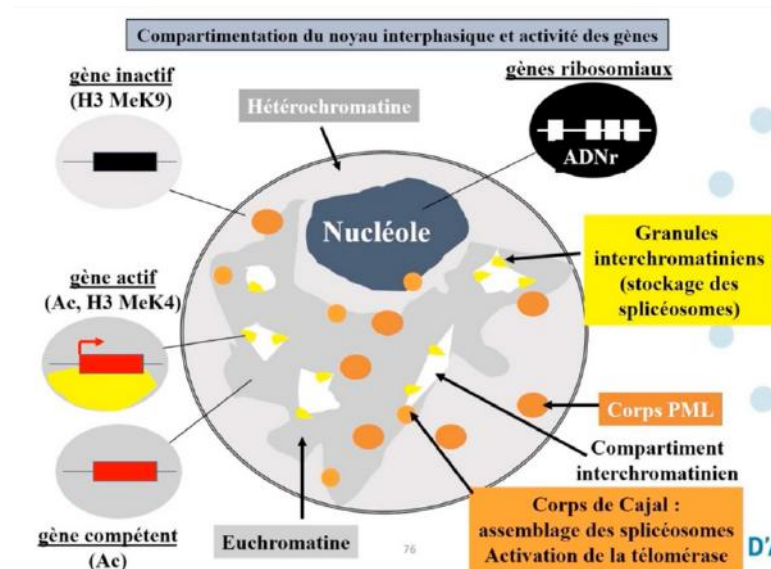 Compartimentation du noyau interphasique et activité des gènes
gène inactif
(H3 MeK9)
Hétérochromatine
gènes ribosomiaux
ADNr
Nucléole
Granules
interchromatiniens
(stockage des
splicéosomes)
gène actif
(Ac, H3 MeK4)
Corps PML
Compartiment
interchromatinien
gène compétent
(Ac)
Euchromatine
Corps de Cajal :
assemblage des splicéosomes
Activation de la télomérase
76
D'A